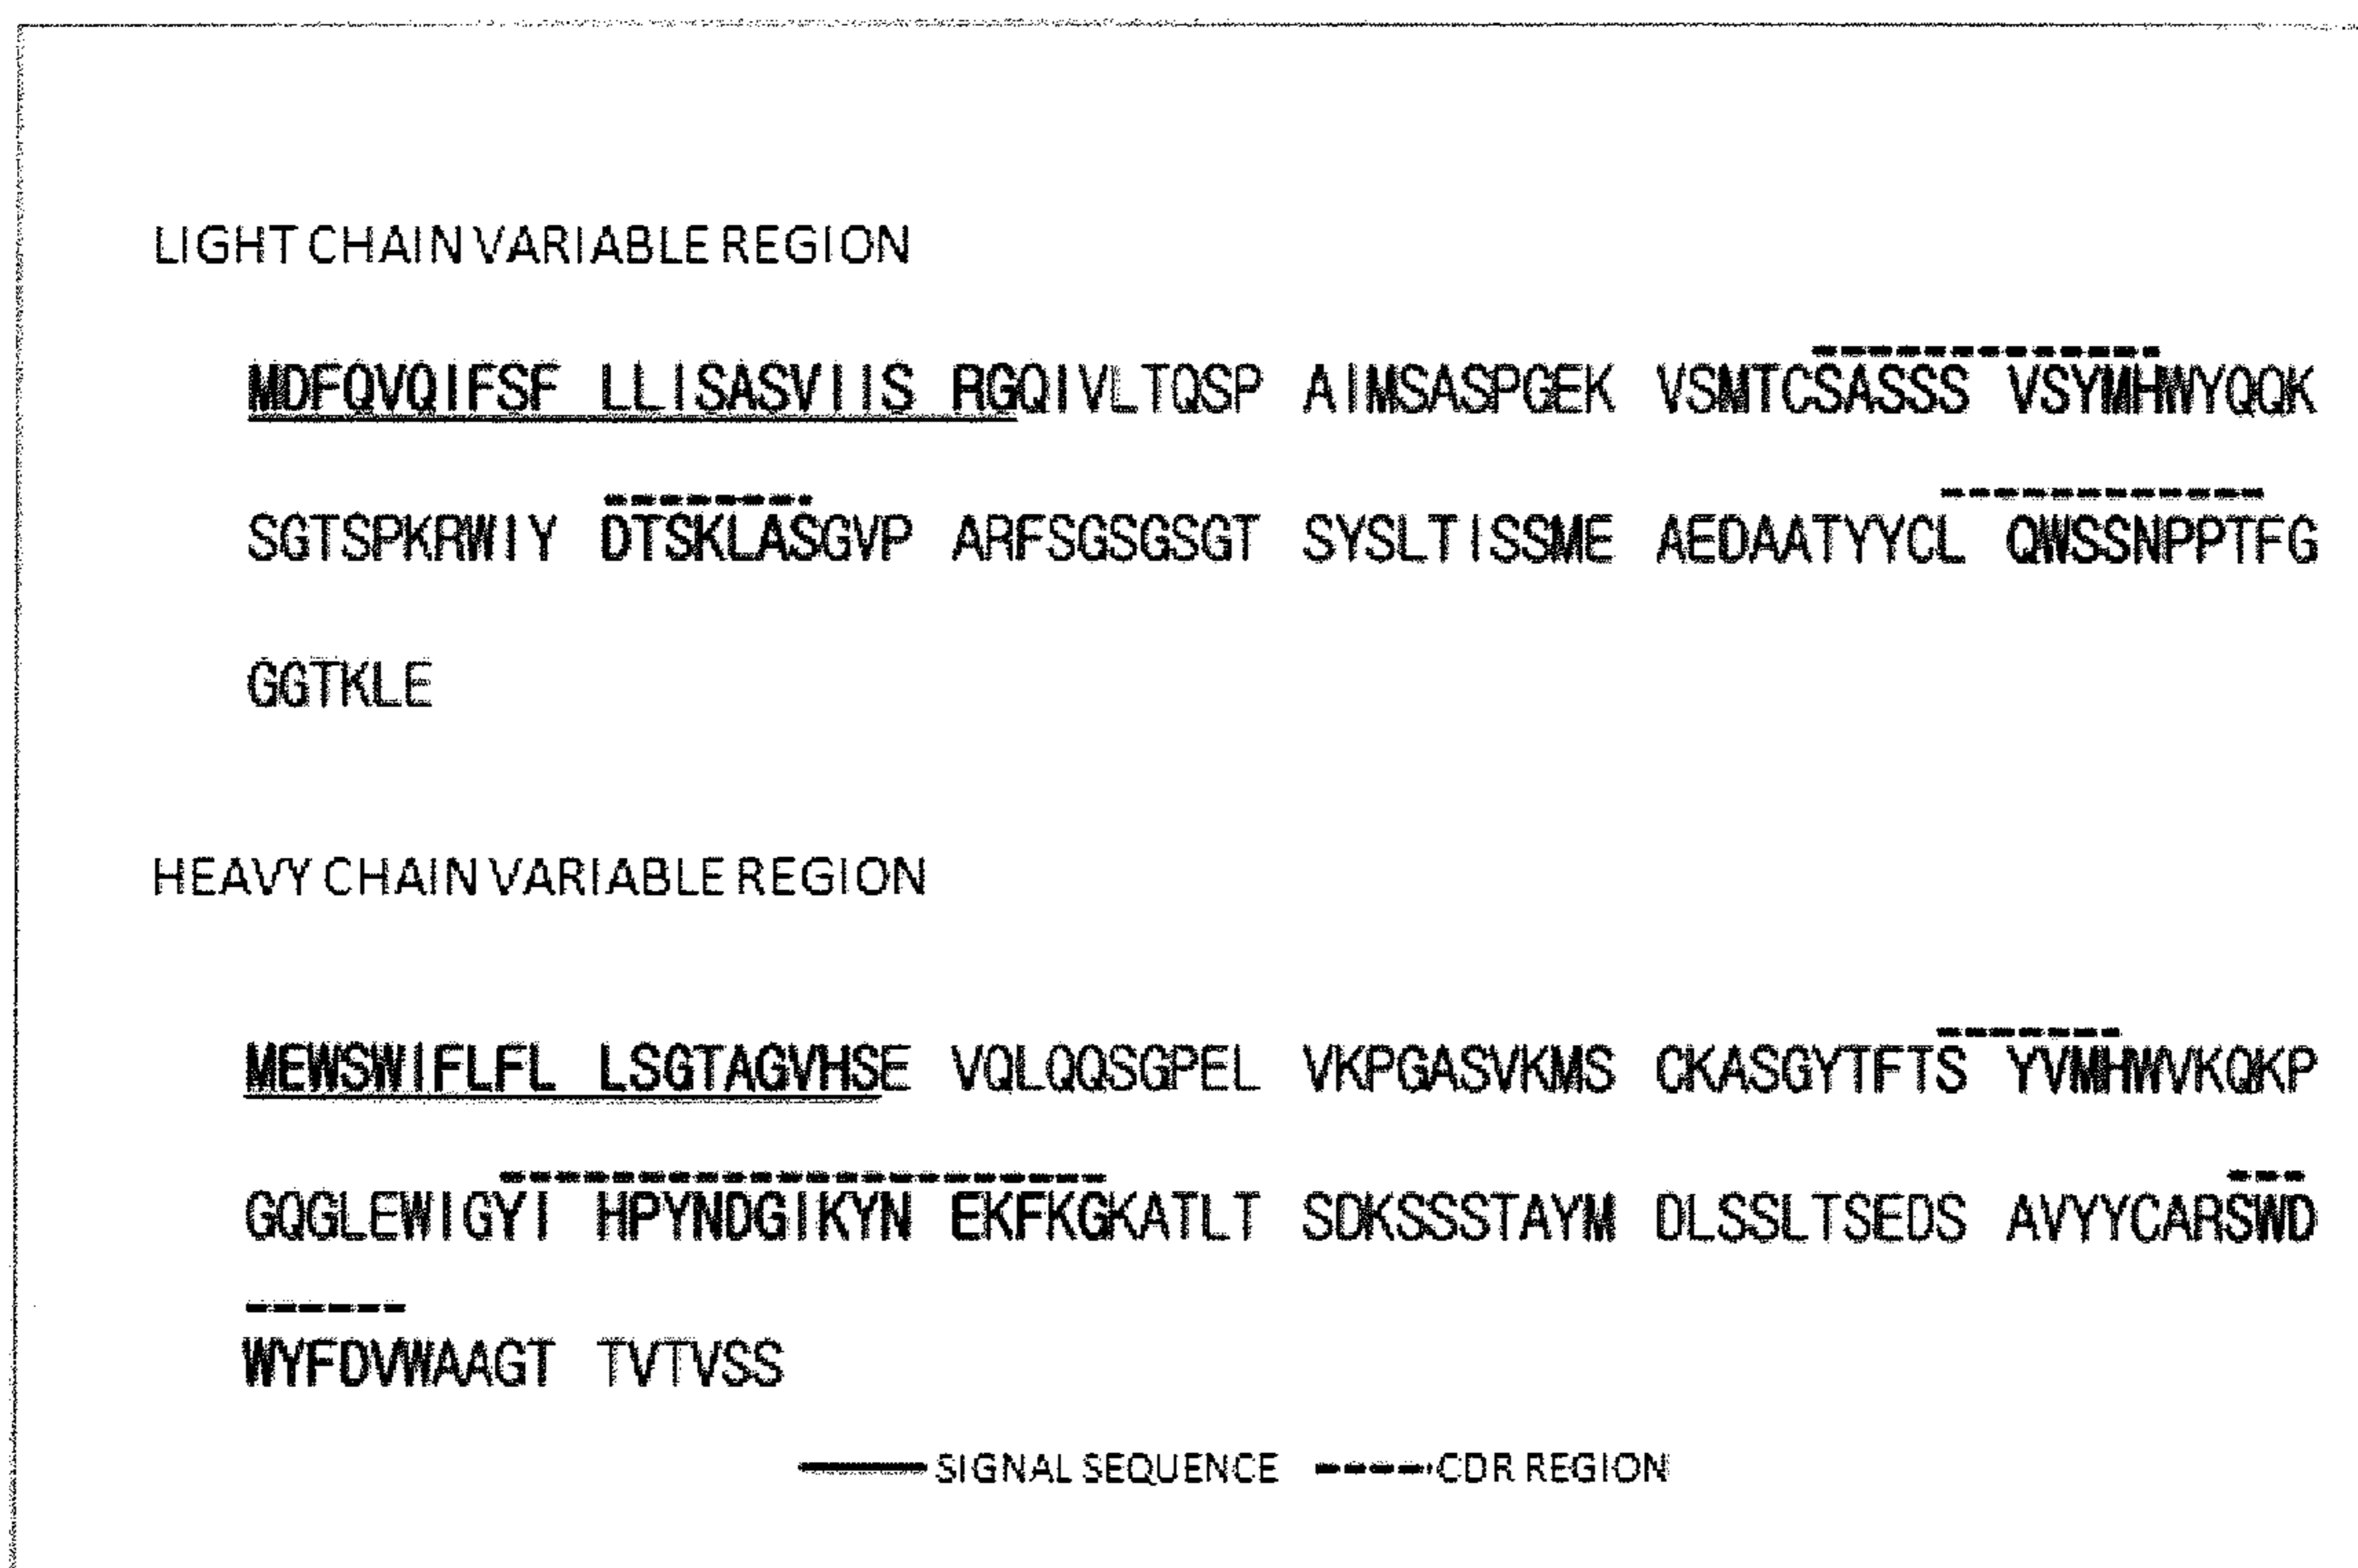 LIGHT CHAIN VARIABLE REGION
MDFQVQIFSF LLISASVIIS RGQIVLTQSP AIMSASPGEK VSMTCSASSS VSYMHWYQQK
SGTSPKRWIY DTSKLASGVP ARFSGSGSGT SYSLTISSME AEDAATYYCL QWSSNPPTFG
GGTKLE
HEAVY CHAIN VARIABLE REGION
MEWSWIFLFL LSGTAGVHSE VQLQQSGPEL VKPGASVKMS CKASGYTFTS YVMHWVKQKP
GQGLEWIGYI HPYNDGIKYN EKFKGKATLT SDKSSSTAYM DLSSLTSEDS AVYYCARSWD
WYFDVWAAGT TVTVSS
SIGNAL SEQUENCE CDR REGION